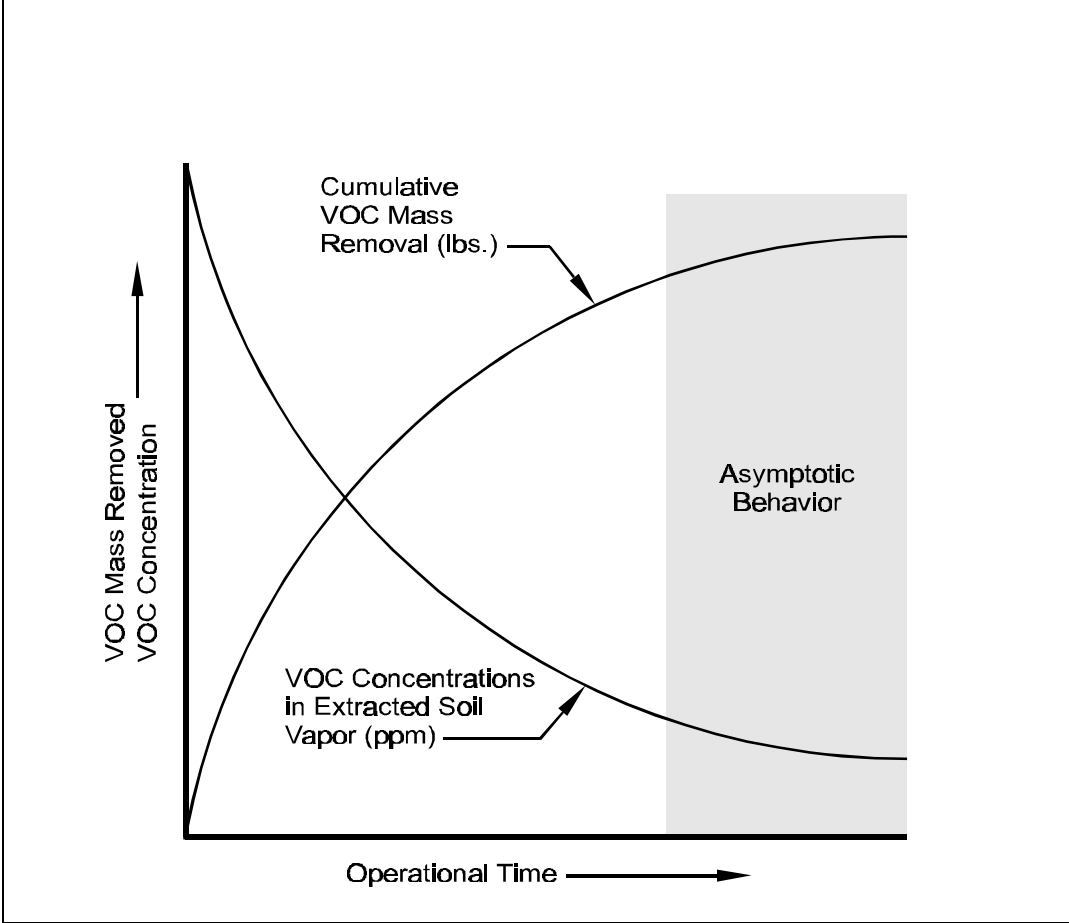 Cumulative
VOC Mass
Removal (lbs.)
VOC Mass Removed
VOC Concentration
Asymptotic
Behavior
VOC Concentrations
in Extracted Soil
Vapor (ppm)
Operational Time